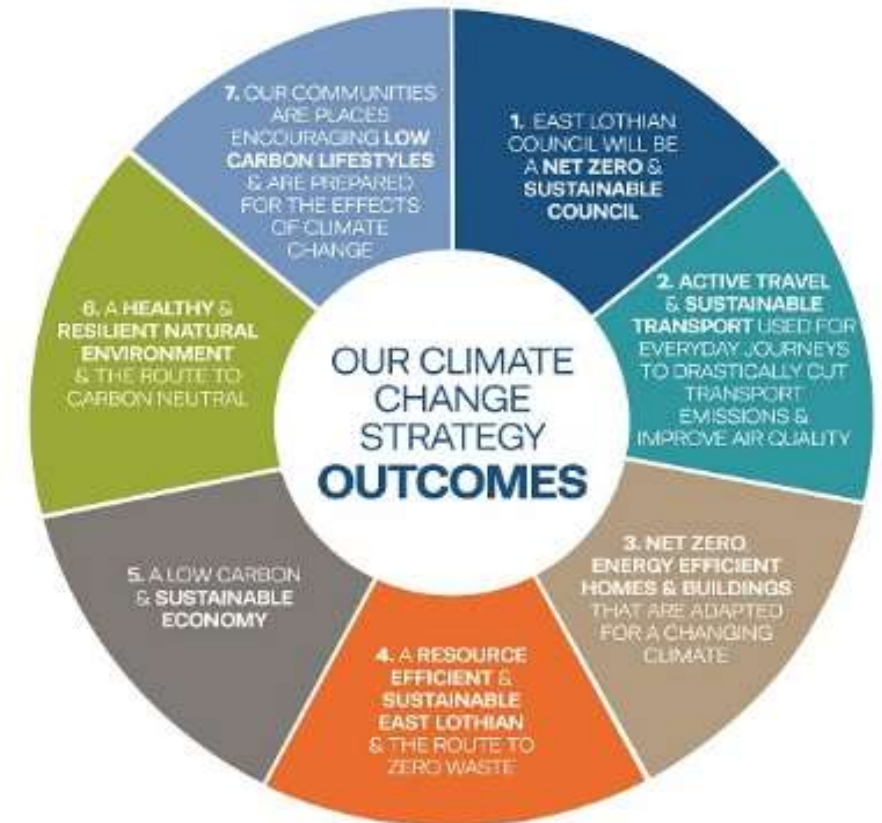 OUR CLIMATE
CHANGE
STRATEGY
OUTCOMES
1. EAST LOTHIAN
COUNCIL WILL BE
A NET ZERO &
SUSTAINABLE
COUNCIL
2. ACTIVE TRAVEL
& SUSTAINABLE
TRANSPORT USED FOR
EVERYDAY JOURNEYS
TO DRASTICALLY CUT
TRANSPORT
EMISSIONS &
IMPROVE AIR QUALITY
3. NET ZERO
ENERGY EFFICIENT
HOMES & BUILDINGS
THAT ARE ADAPTED
FOR A CHANGING
CLIMATE
4. A RESOURCE
EFFICIENT &
SUSTAINABLE
EAST LOTHIAN
& THE ROUTE TO
ZERO WASTE
5. A LOW CARBON
& SUSTAINABLE
ECONOMY
6. A HEALTHY &
RESILIENT NATURAL
ENVIRONMENT
& THE ROUTE TO
CARBON NEUTRAL
7. OUR COMMUNITIES
ARE PLACES
ENCOURAGING LOW
CARBON LIFESTYLES
& ARE PREPARED
FOR THE EFFECTS
OF CLIMATE
CHANGE